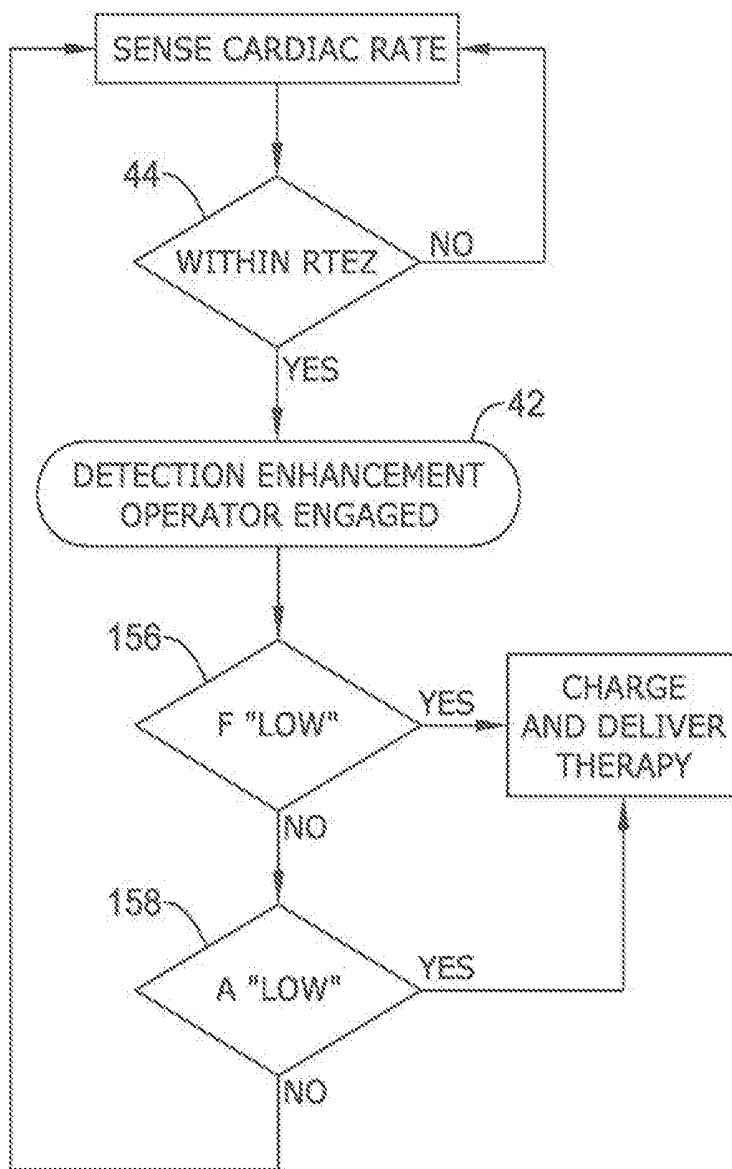 SENSE CARDIAC RATE
44
WITHIN RTEZ
NO
YES
42
DETECTION ENHANCEMENT
OPERATOR ENGAGED
156
F "LOW"
YES
CHARGE
AND DELIVER
THERAPY
NO
158
A "LOW"
YES
NO